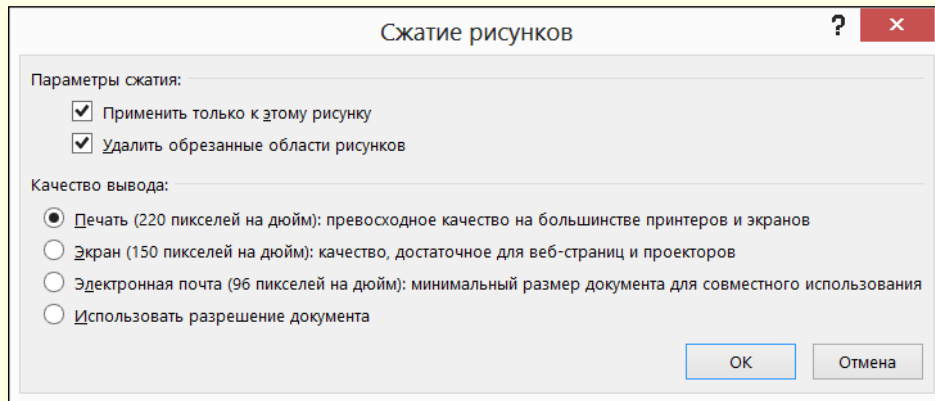 Сжатие рисунков
?
Параметры сжатия:
Применить только к этому рисунку
Удалить обрезанные области рисунков
Качество вывода:
Печать (220 пикселей на дюйм): превосходное качество на большинстве принтеров и экранов
Экран (150 пикселей на дюйм): качество, достаточное для веб-страниц и проекторов
Электронная почта (96 пикселей на дюйм): минимальный размер документа для совместного использования
Использовать разрешение документа
ОК Отмена